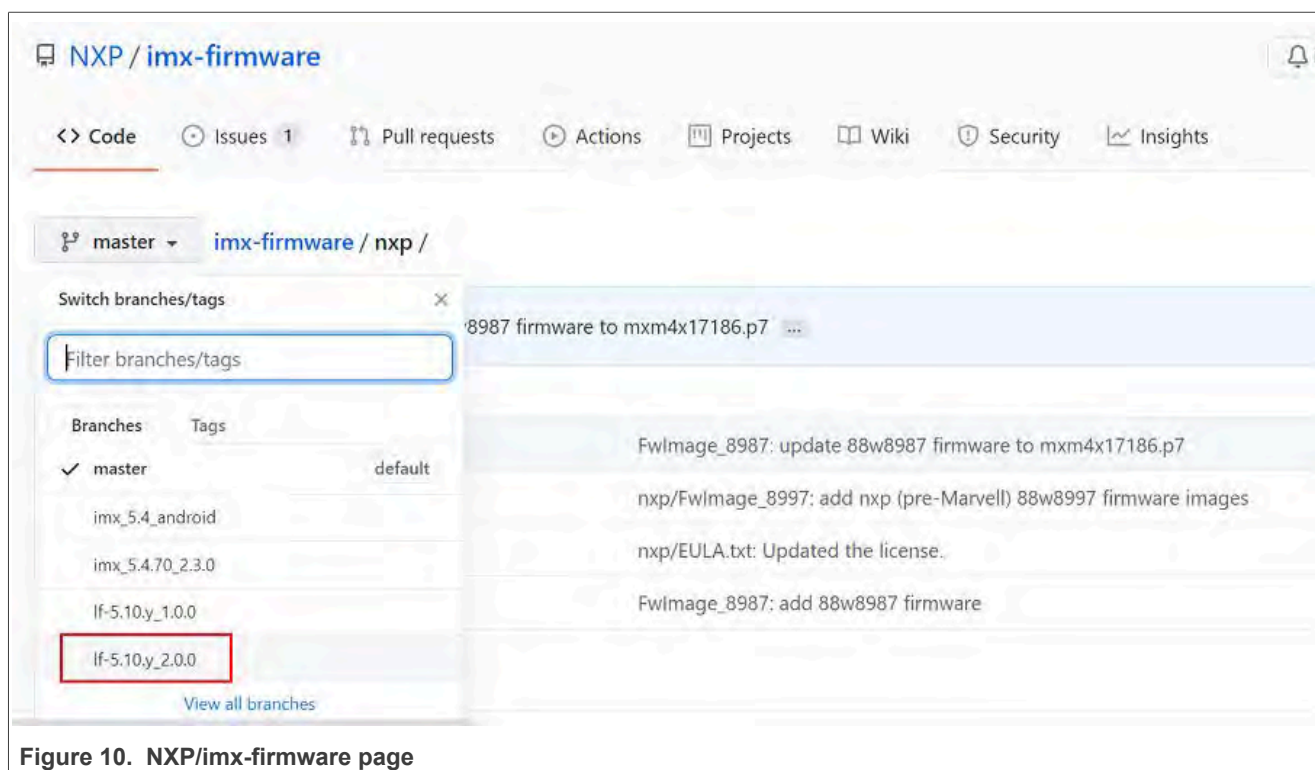 NXP / imx-firmware
<> Code Issues 1 Pull requests Actions Projects Wiki Security Insights
master imx-firmware / nxp /
Switch branches/tags
8987 firmware to mxm4x17186.p7 ...
Filter branches/tags
Branches Tags
master default
FwImage_8987: update 88w8987 firmware to mxm4x17186.p7
imx_5.4_android
nxp/FwImage_8997: add nxp (pre-Marvell) 88w8997 firmware images
imx_5.4.70_2.3.0
nxp/EULA.txt: Updated the license.
lf-5.10.y_1.0.0
FwImage_8987: add 88w8987 firmware
lf-5.10.y_2.0.0
View all branches
Figure 10. NXP/imx-firmware page